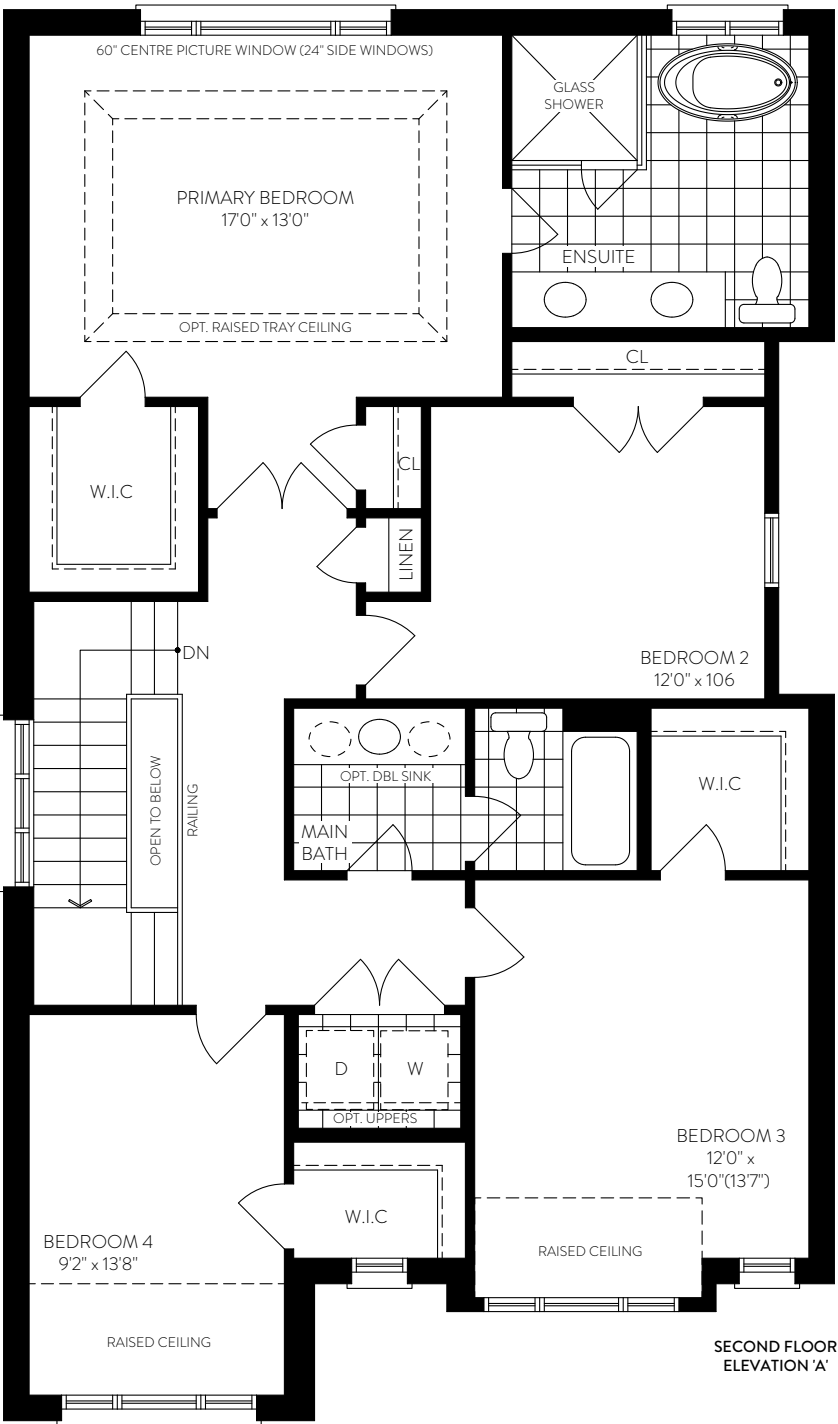 60" CENTRE PICTURE WINDOW (24" SIDE WINDOWS)
GLASS
SHOWER
PRIMARY BEDROOM
17'0" x 13'0"
ENSUITE
OPT. RAISED TRAY CEILING
CL
W.I.C
CL
LINEN
DN
BEDROOM 2
12'0" x 106
OPEN TO BELOW
RAILING
OPT. DBL SINK
MAIN
BATH
W.I.C
D
W
OPT. UPPERS
BEDROOM 3
12'0" x
15'0"(13'7")
W.I.C
BEDROOM 4
9'2" x 13'8"
RAISED CEILING
RAISED CEILING
SECOND FLOOR
ELEVATION 'A'